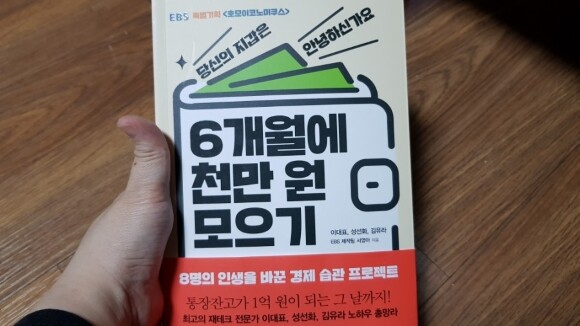 EBS 특별기획 <호모이코노미쿠스>
당신의 지갑은
안녕하신가요
6개월에
천만 원
모으기
이대표, 성선화, 김유라
EBS 제작팀 서영아 지음
8명의 인생을 바꾼 경제 습관 프로젝트
통장잔고가 1억 원이 되는 그 날까지!
최고의 재테크 전문가 이대표, 성선화, 김유라 노하우 총망라